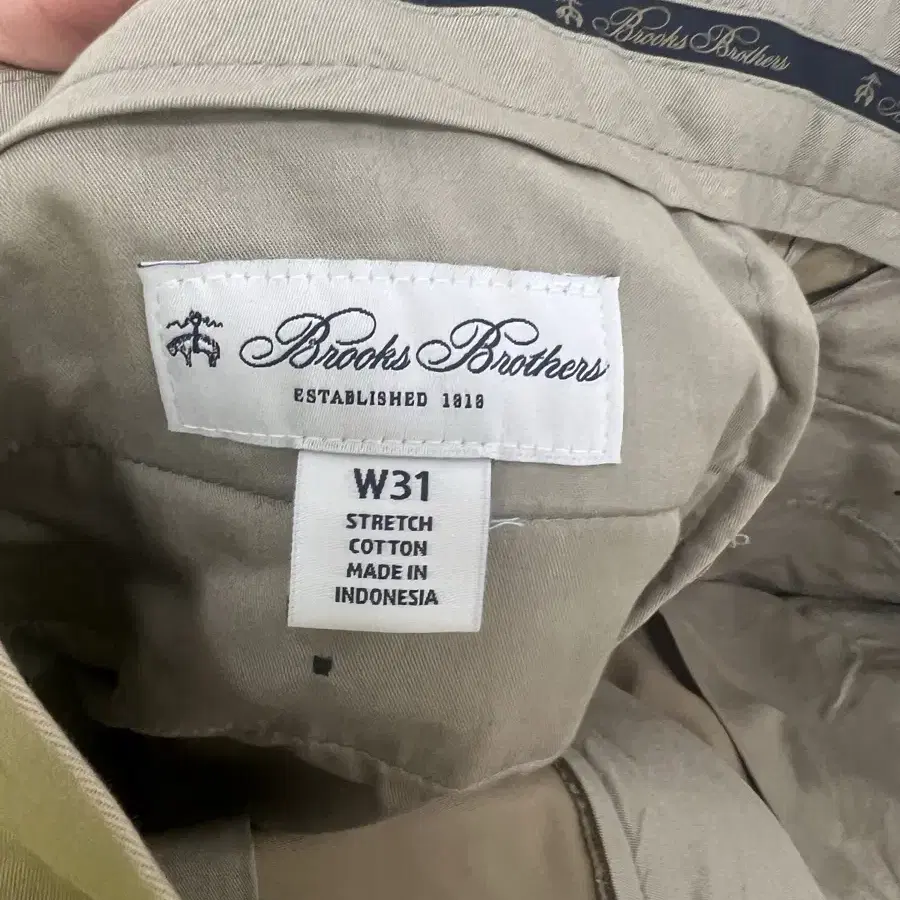 Brooks Brothers
Brooks Brothers
ESTABLISHED 1818
W31
STRETCH
COTTON
MADE IN
INDONESIA